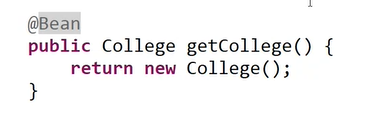 @Bean
public College getCollege() {
    return new College();
}